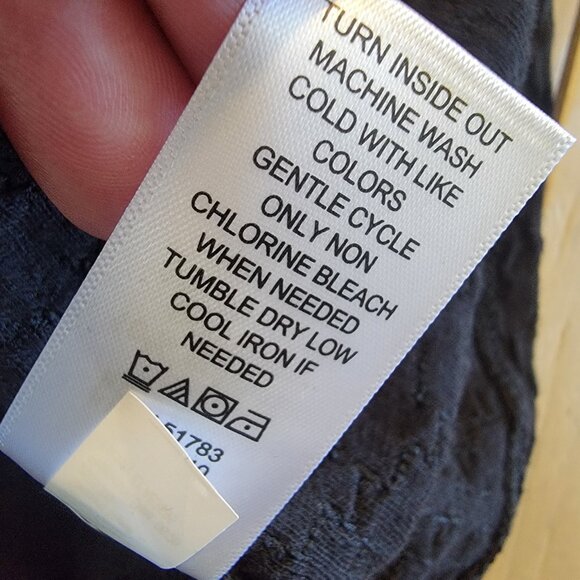 TURN INSIDE OUT
MACHINE WASH
COLD WITH LIKE
COLORS
GENTLE CYCLE
ONLY NON
CHLORINE BLEACH
WHEN NEEDED
TUMBLE DRY LOW
COOL IRON IF
NEEDED
51783